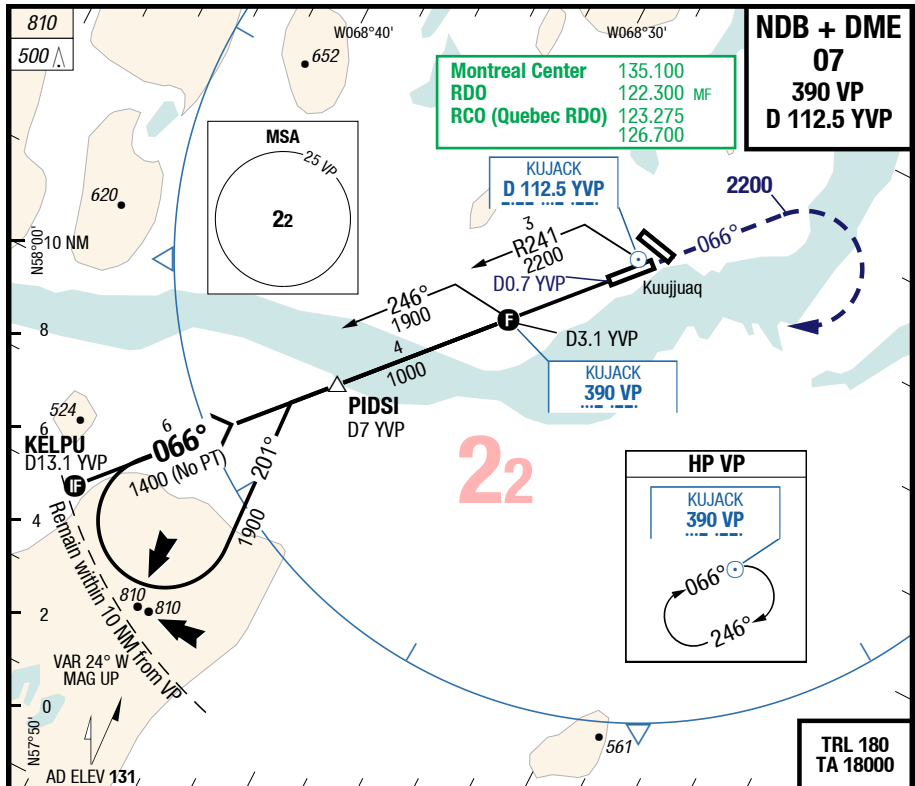 810
500
W068°40'
W068°30'
NDB + DME
07
390 VP
D 112.5 YVP
652
Montreal Center 135.100
RDO 122.300 MF
RCO (Quebec RDO) 123.275
126.700
MSA
25 VP
22
620
KUJACK
D 112.5 YVP
2200
066°
3
R241
2200
D0.7 YVP
Kuujjuaq
N58°00'
10 NM
246°
1900
D3.1 YVP
F
8
4
1000
KUJACK
390 VP
PIDSI
D7 YVP
524
6
6
066°
1400 (No PT)
KELPU
D13.1 YVP
IF
201°
1900
22
HP VP
KUJACK
390 VP
066°
246°
4
Remain within 10 NM from VP
810
810
2
VAR 24° W
MAG UP
0
N57°50'
AD ELEV 131
561
TRL 180
TA 18000